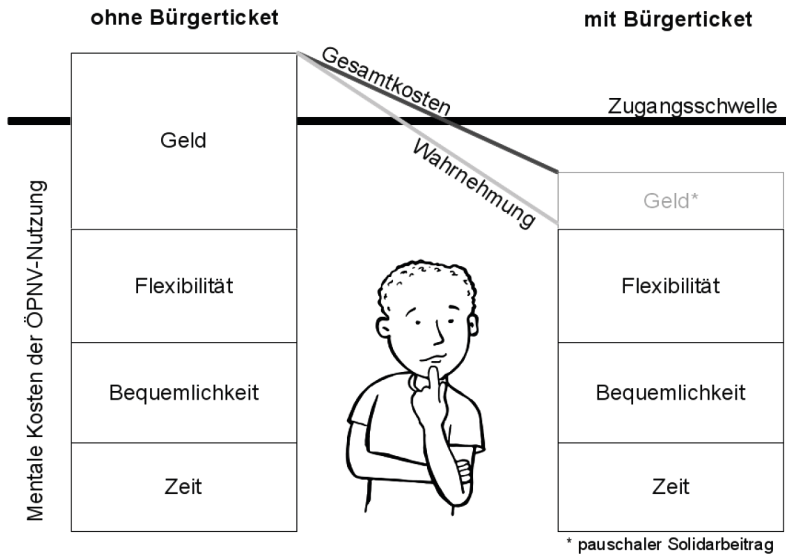 ohne Bürgerticket
mit Bürgerticket
Gesamtkosten
Zugangsschwelle
Geld
Wahrnehmung
Geld*
Mentale Kosten der ÖPNV-Nutzung
Flexibilität
Flexibilität
Bequemlichkeit
Bequemlichkeit
Zeit
Zeit
* pauschaler Solidarbeitrag